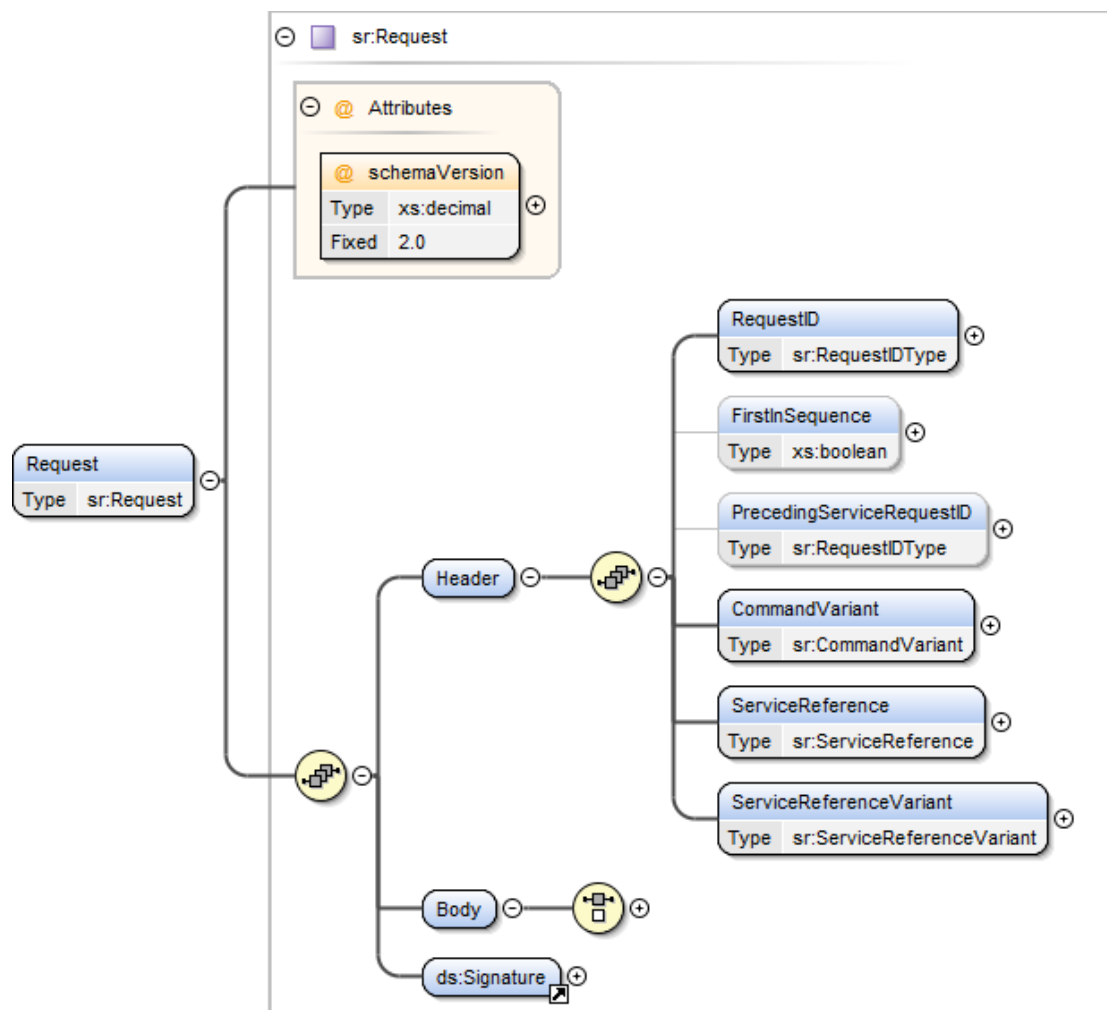 sr:Request
@ Attributes
@ schemaVersion
Type xs:decimal
Fixed 2.0
RequestID
Type sr:RequestIDType
FirstInSequence
Type xs:boolean
Request
Type sr:Request
PrecedingServiceRequestID
Type sr:RequestIDType
Header
CommandVariant
Type sr:CommandVariant
ServiceReference
Type sr:ServiceReference
ServiceReferenceVariant
Type sr:ServiceReferenceVariant
Body
ds:Signature